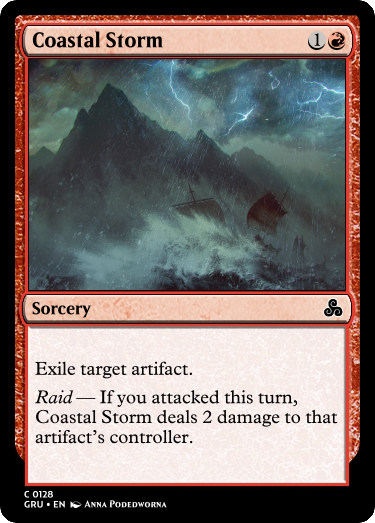 Coastal Storm 1
Sorcery
Exile target artifact.
Raid — If you attacked this turn,
Coastal Storm deals 2 damage to that
artifact's controller.
C 0128
GRU • EN Anna Podedworna